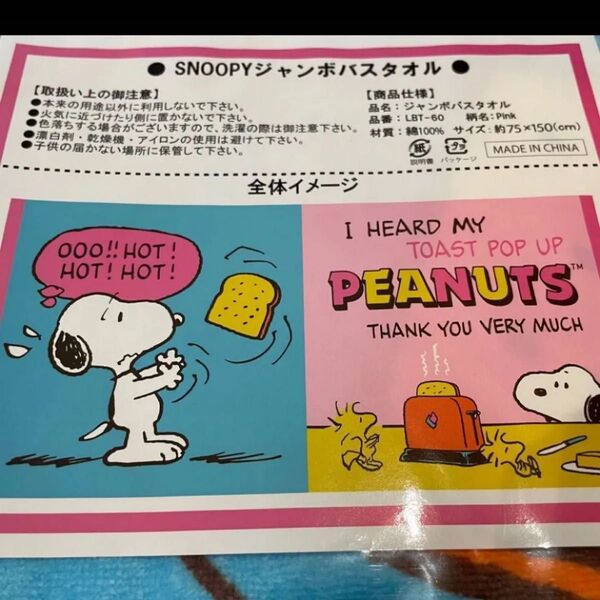 ● SNOOPYジャンボバスタオル ●
【取扱い上の御注意】
●本来の用途以外に利用しないで下さい。
●火気に近づけたり側に置かないで下さい。
●色落ちする場合がございますので、洗濯の際は御注意下さい。
●漂白剤・乾燥機・アイロンの使用は避けて下さい。
●子供の届かない場所に保管して下さい。
【商品仕様】
品名：ジャンボバスタオル
品番：LBT-60 柄名：Pink
材質：綿100% サイズ：約75×150(cm)
紙 プラ MADE IN CHINA
説明書 パッケージ
全体イメージ
OOO!! HOT!
HOT! HOT!
I HEARD MY
TOAST POP UP
PEANUTS™
THANK YOU VERY MUCH